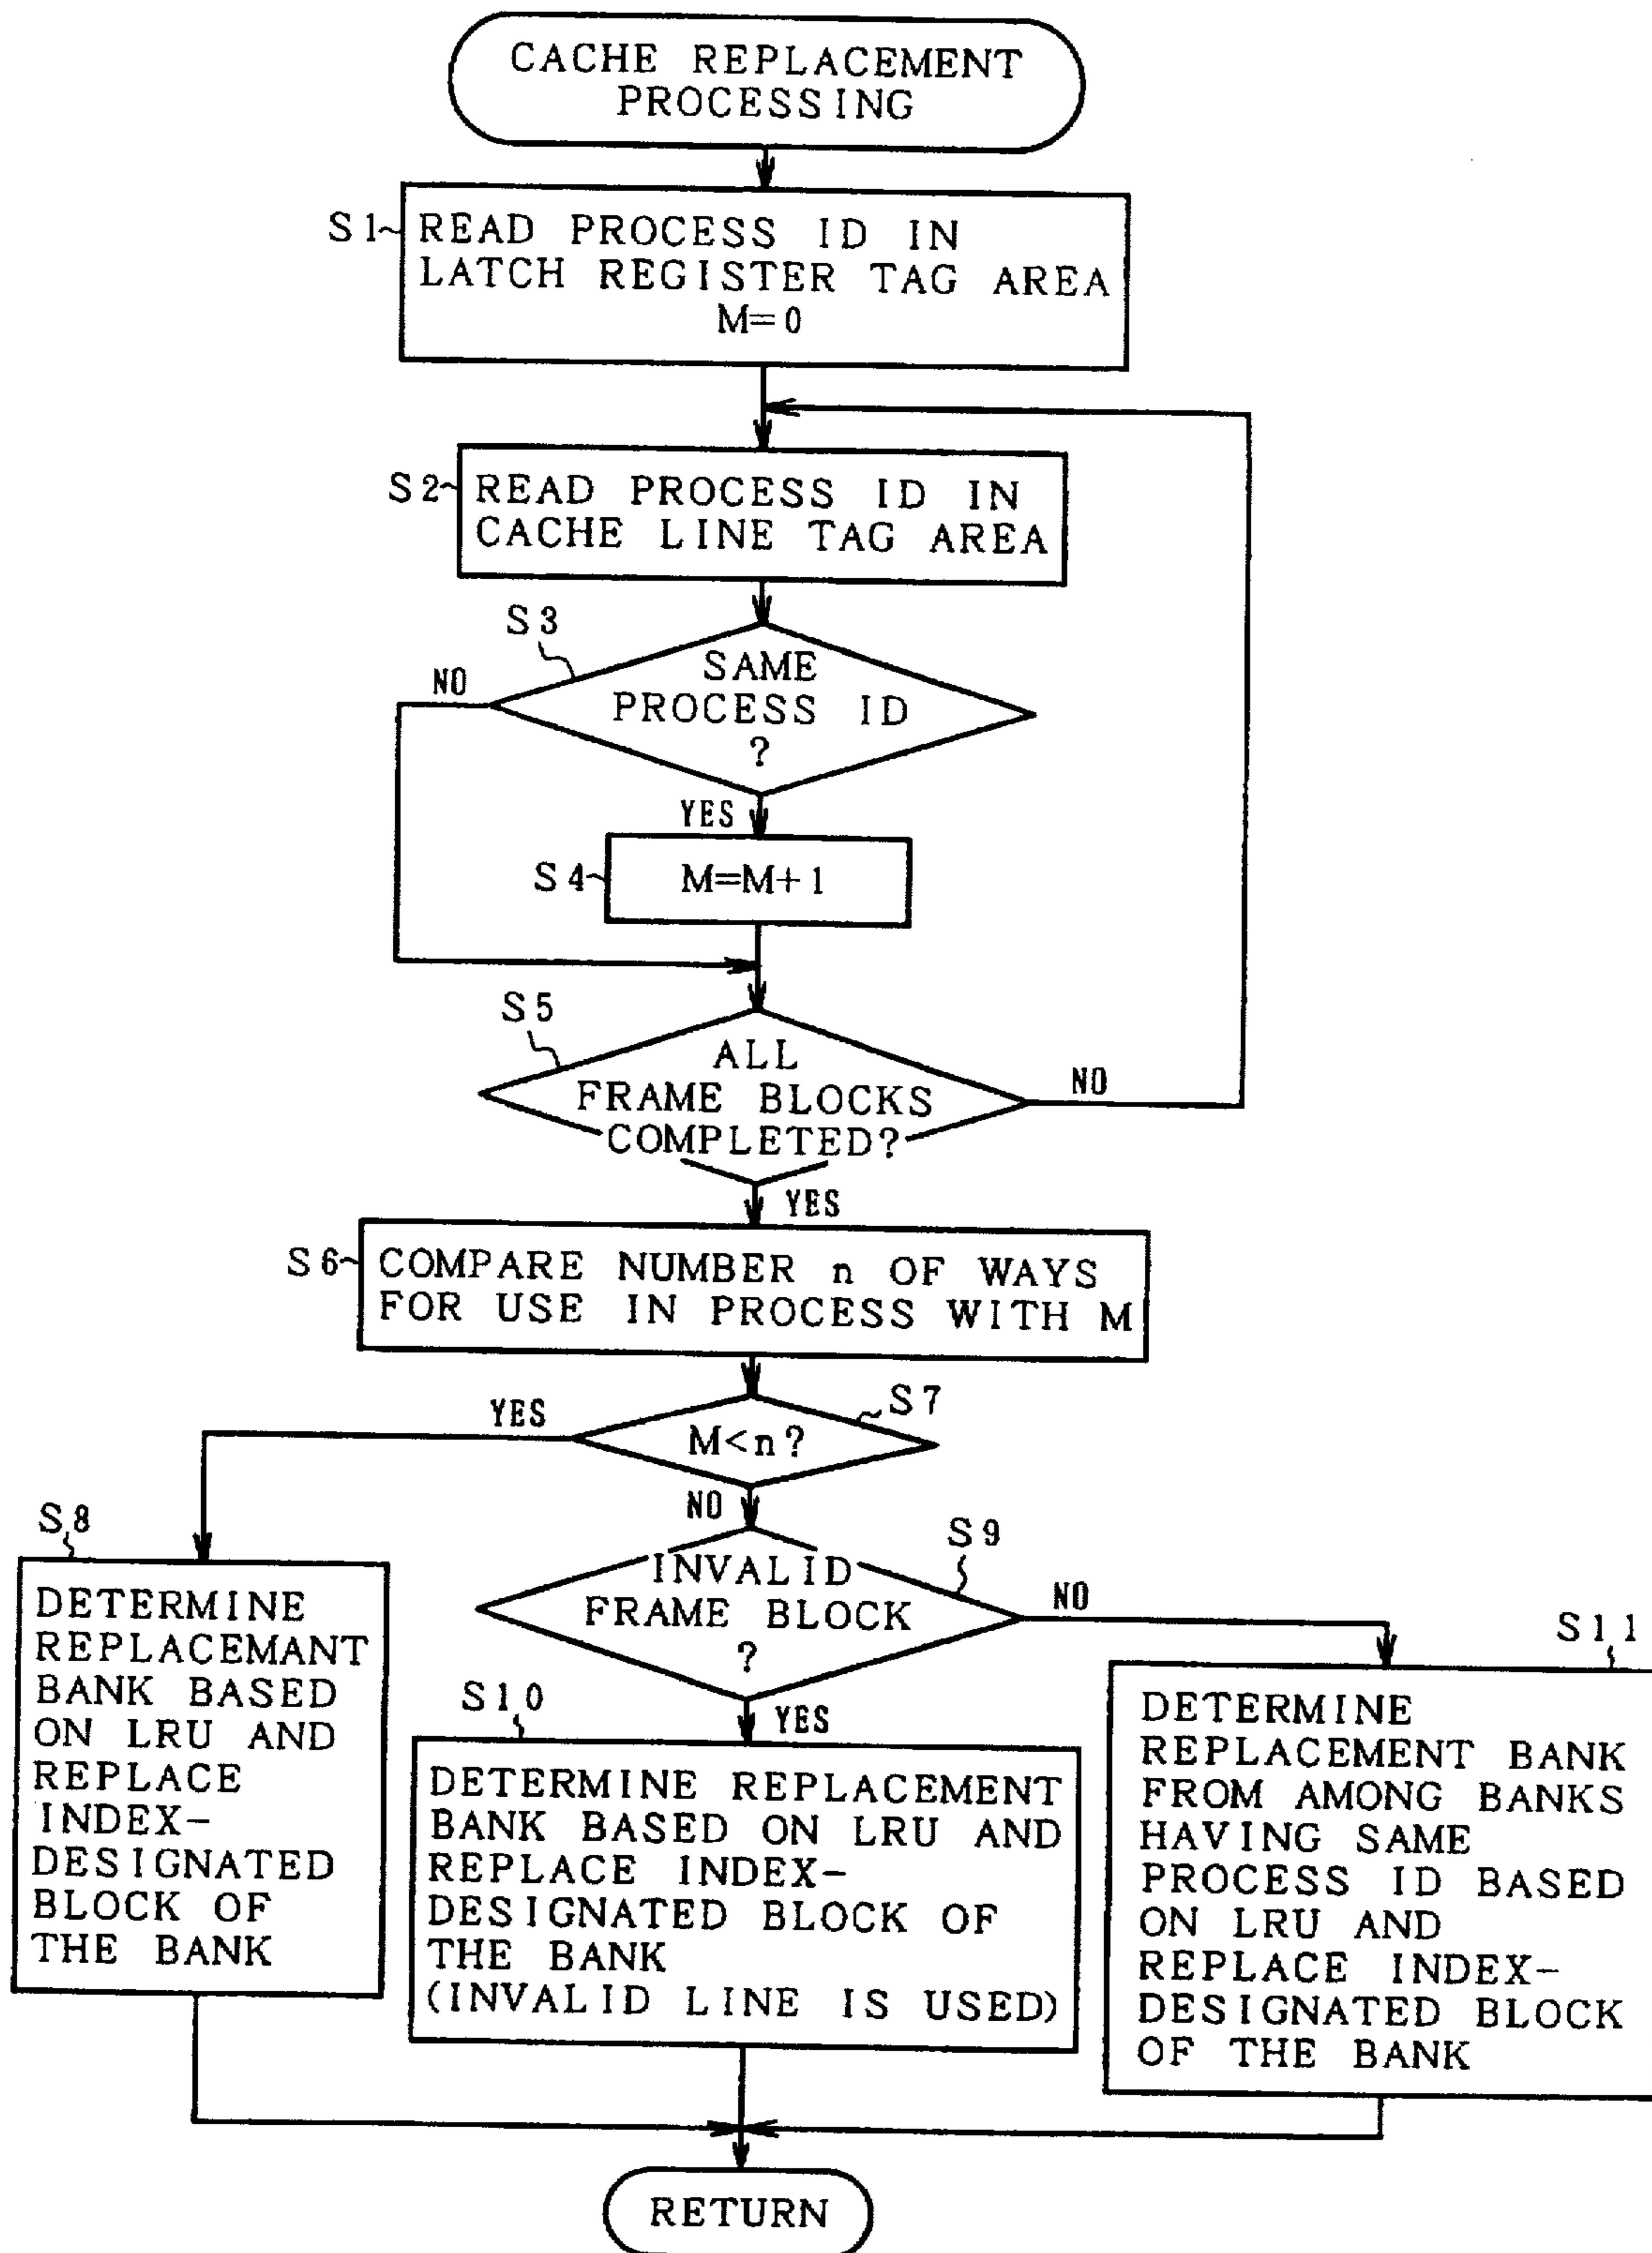 CACHE REPLACEMENT
PROCESSING
S1
READ PROCESS ID IN
LATCH REGISTER TAG AREA
M=0
S2
READ PROCESS ID IN
CACHE LINE TAG AREA
S3
NO
SAME
PROCESS ID
?
YES
S4
M=M+1
S5
ALL
FRAME BLOCKS
COMPLETED?
NO
YES
S6
COMPARE NUMBER n OF WAYS
FOR USE IN PROCESS WITH M
S7
YES
M<n?
NO
S8
DETERMINE
REPLACEMANT
BANK BASED
ON LRU AND
REPLACE
INDEX-
DESIGNATED
BLOCK OF
THE BANK
S9
INVALID
FRAME BLOCK
?
NO
YES
S10
DETERMINE REPLACEMENT
BANK BASED ON LRU AND
REPLACE INDEX-
DESIGNATED BLOCK OF
THE BANK
(INVALID LINE IS USED)
S11
DETERMINE
REPLACEMENT BANK
FROM AMONG BANKS
HAVING SAME
PROCESS ID BASED
ON LRU AND
REPLACE INDEX-
DESIGNATED BLOCK
OF THE BANK
RETURN